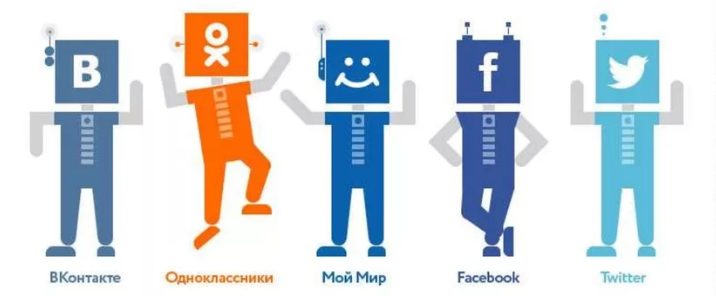 В
f
ВКонтакте
Одноклассники
Мой Мир
Facebook
Twitter